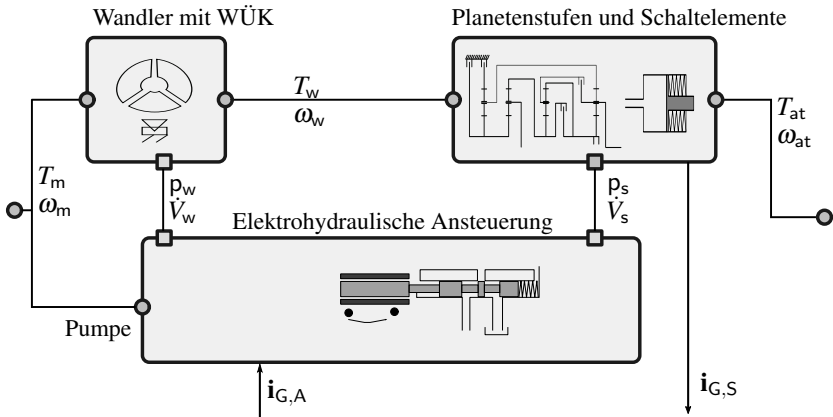 Wandler mit WÜK
Planetenstufen und Schaltelemente
T_w
ω_w
T_at
ω_at
T_m
ω_m
p_w
V̇_w
p_s
V̇_s
Elektrohydraulische Ansteuerung
Pumpe
i_G,A
i_G,S